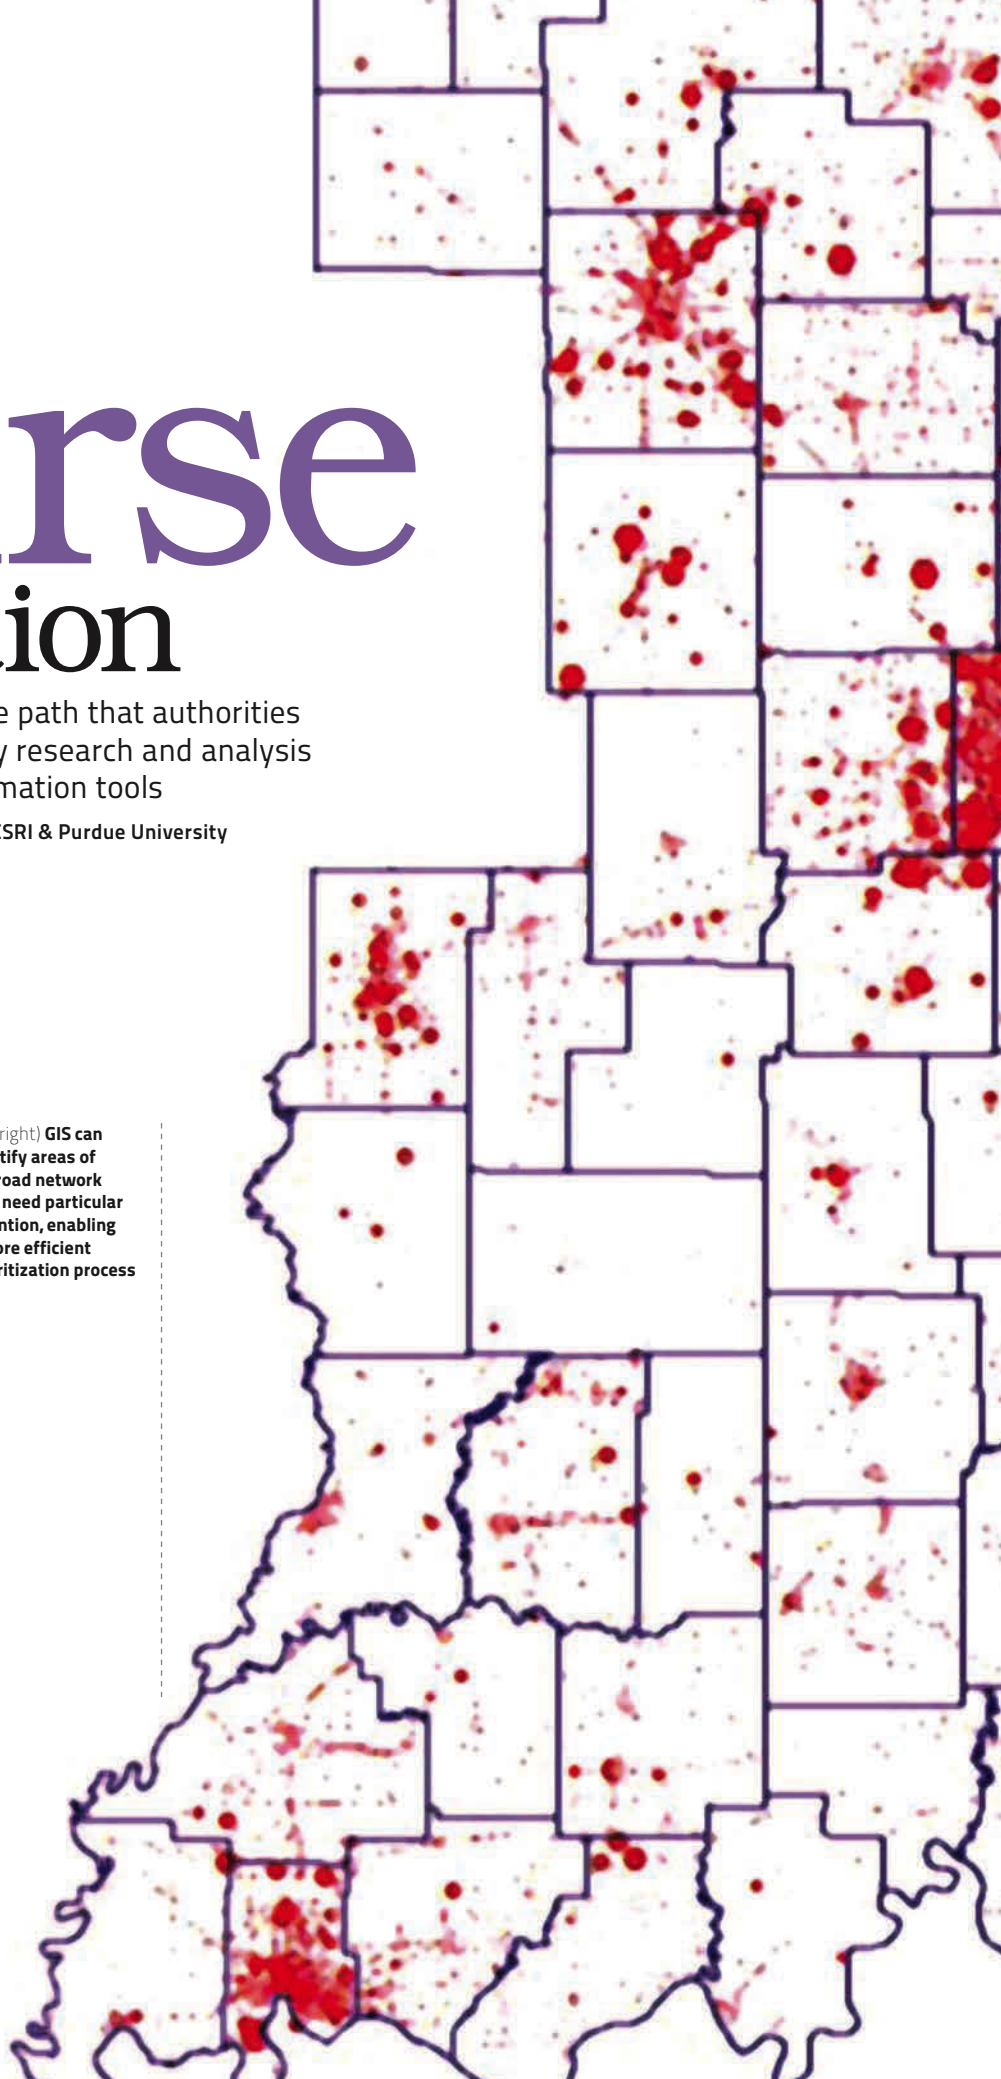 rse
ion
e path that authorities
y research and analysis
mation tools
ESRI & Purdue University
right) GIS can
tify areas of
road network
need particular
ntion, enabling
ore efficient
ritization process